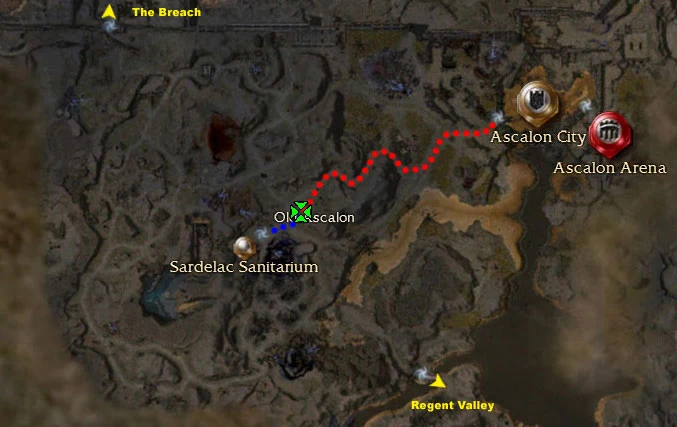 The Breach
Ascalon City
Ascalon Arena
Old Ascalon
Sardelac Sanitarium
Regent Valley